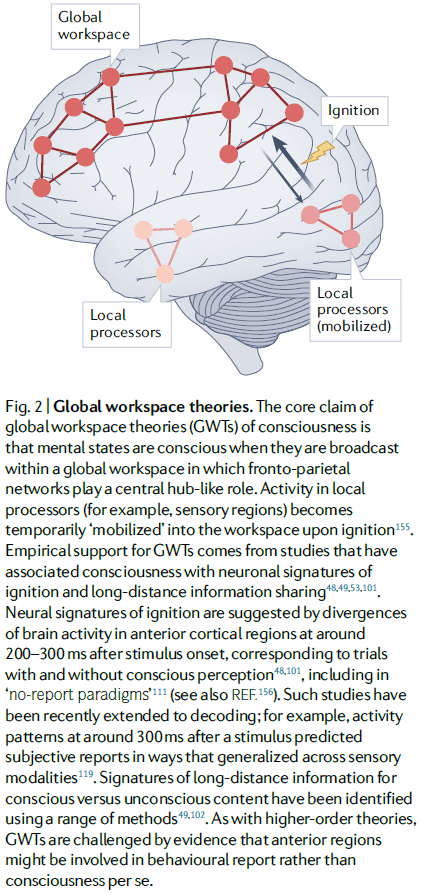 Global
workspace
Ignition
Local
processors
Local
processors
(mobilized)
Fig. 2 | Global workspace theories. The core claim of
global workspace theories (GWTs) of consciousness is
that mental states are conscious when they are broadcast
within a global workspace in which fronto-parietal
networks play a central hub-like role. Activity in local
processors (for example, sensory regions) becomes
temporarily ‘mobilized’ into the workspace upon ignition155.
Empirical support for GWTs comes from studies that have
associated consciousness with neuronal signatures of
ignition and long-distance information sharing48,49,53,101.
Neural signatures of ignition are suggested by divergences
of brain activity in anterior cortical regions at around
200–300 ms after stimulus onset, corresponding to trials
with and without conscious perception48,101, including in
‘no-report paradigms’111 (see also REF.156). Such studies have
been recently extended to decoding; for example, activity
patterns at around 300 ms after a stimulus predicted
subjective reports in ways that generalized across sensory
modalities119. Signatures of long-distance information for
conscious versus unconscious content have been identified
using a range of methods49,102. As with higher-order theories,
GWTs are challenged by evidence that anterior regions
might be involved in behavioural report rather than
consciousness per se.